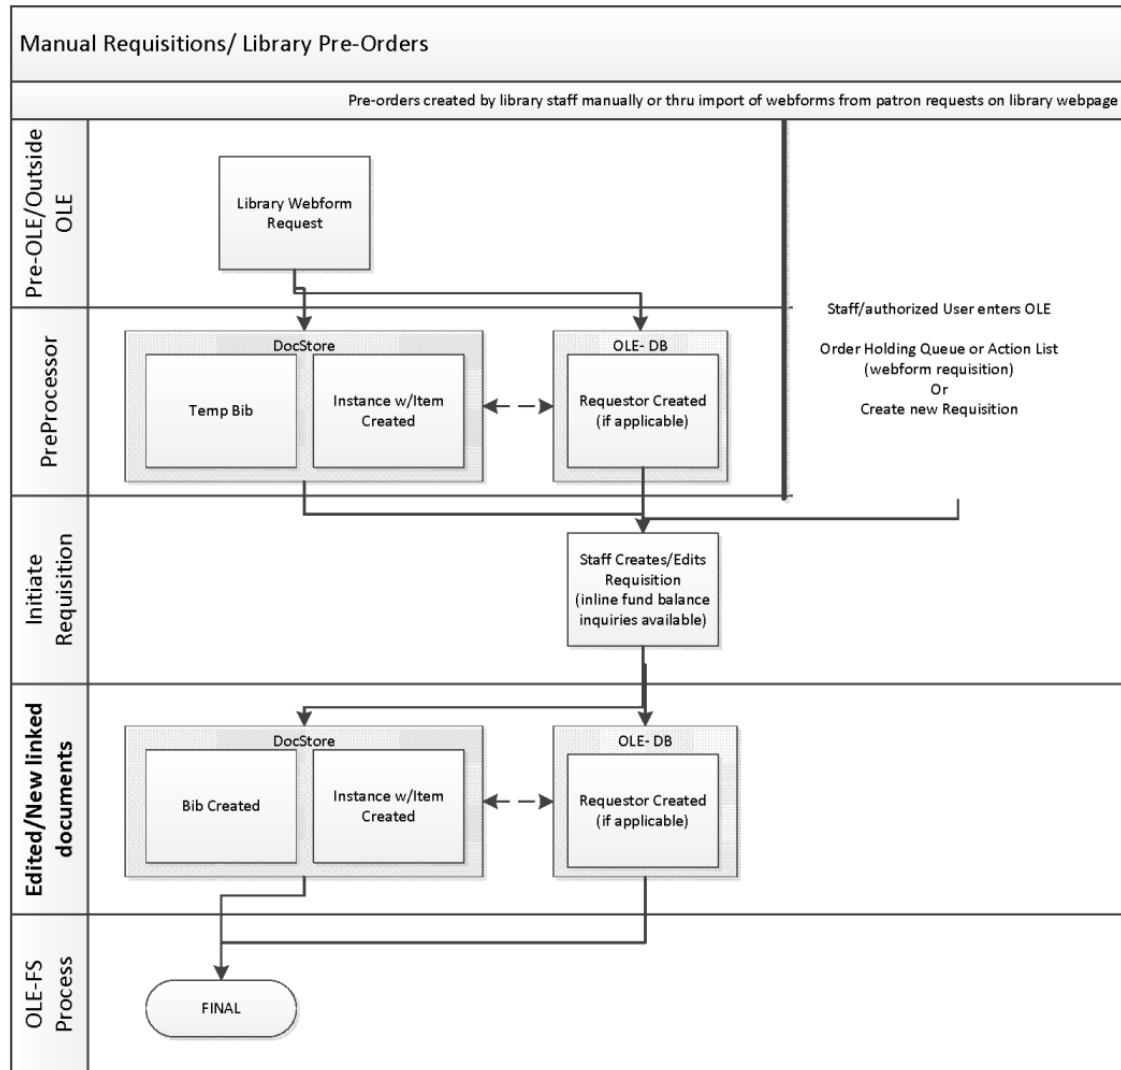 Manual Requisitions/ Library Pre-Orders
Pre-orders created by library staff manually or thru import of webforms from patron requests on library webpage
Pre-OLE/Outside
OLE
Library Webform
Request
Staff/authorized User enters OLE
Order Holding Queue or Action List
(webform requisition)
Or
Create new Requisition
PreProcessor
DocStore
Temp Bib
Instance w/Item
Created
OLE- DB
Requestor Created
(if applicable)
Initiate
Requisition
Staff Creates/Edits
Requisition
(inline fund balance
inquiries available)
Edited/New linked
documents
DocStore
Bib Created
Instance w/Item
Created
OLE- DB
Requestor Created
(if applicable)
OLE-FS
Process
FINAL